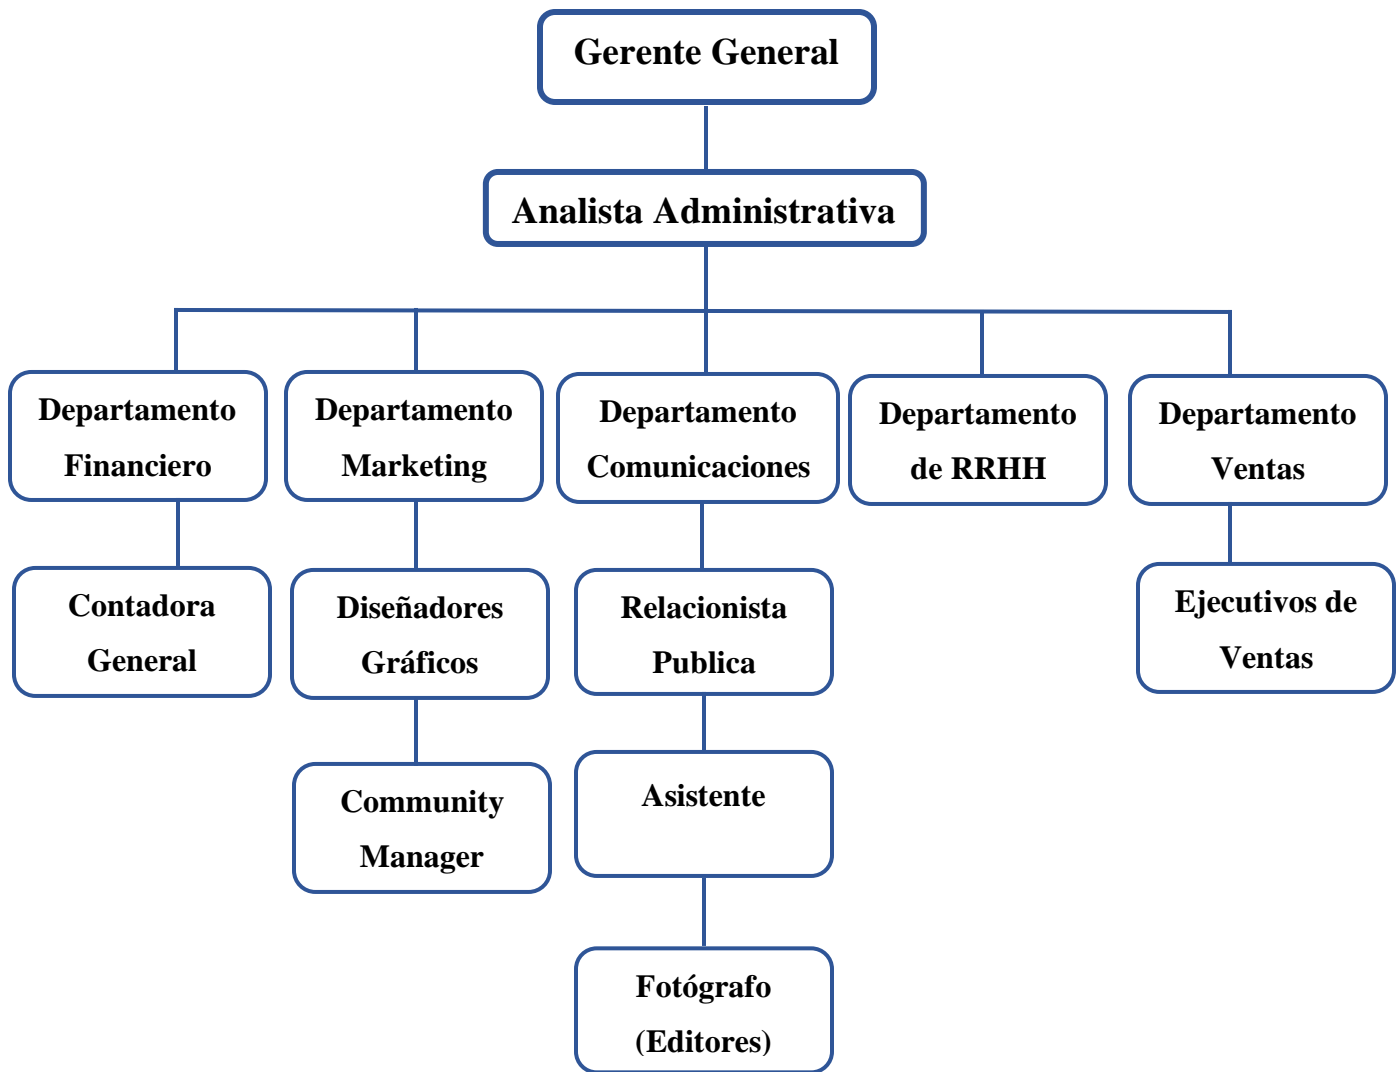 Gerente General
Analista Administrativa
Departamento
Financiero
Departamento
Marketing
Departamento
Comunicaciones
Departamento
de RRHH
Departamento
Ventas
Contadora
General
Diseñadores
Gráficos
Relacionista
Publica
Ejecutivos de
Ventas
Community
Manager
Asistente
Fotógrafo
(Editores)